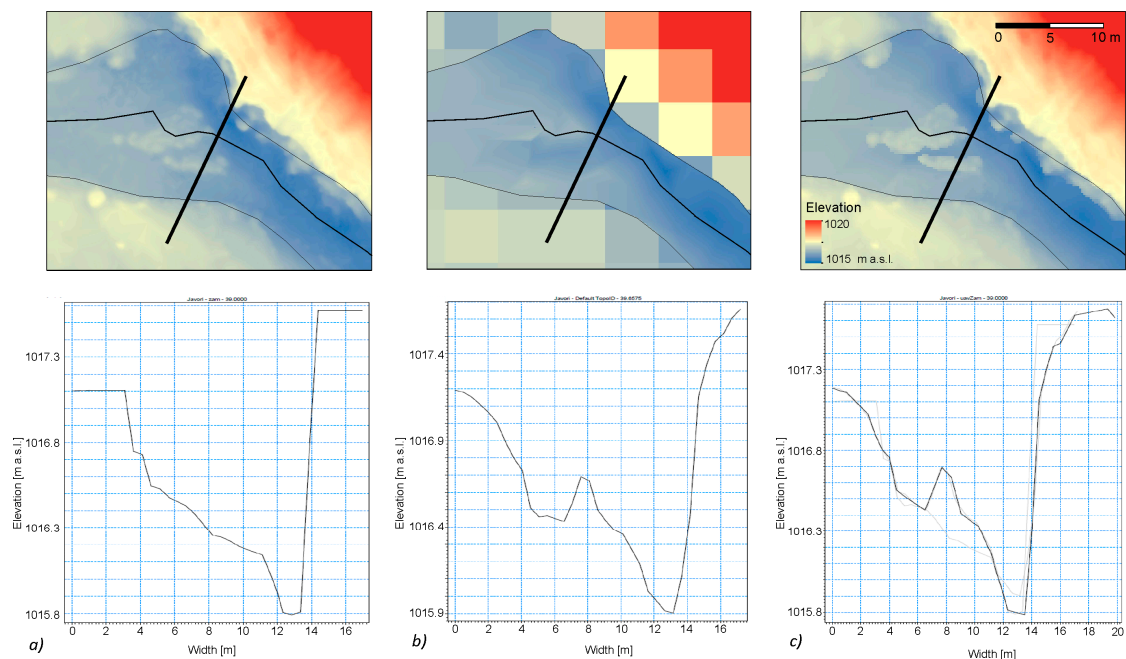 0 5 10 m
Elevation
1020
1015 m a.s.l.
Javori - zam - 39.0000
1017.3
1016.8
1016.3
1015.8
Elevation [m a.s.l.]
0 2 4 6 8 10 12 14 16
Width [m]
a)
Javori - Default TopoID - 39.6575
1017.4
1016.9
1016.4
1015.9
Elevation [m a.s.l.]
0 2 4 6 8 10 12 14 16
Width [m]
b)
Javori - uavZam - 39.0000
1017.3
1016.8
1016.3
1015.8
Elevation [m a.s.l.]
0 2 4 6 8 10 12 14 16 18 20
Width [m]
c)